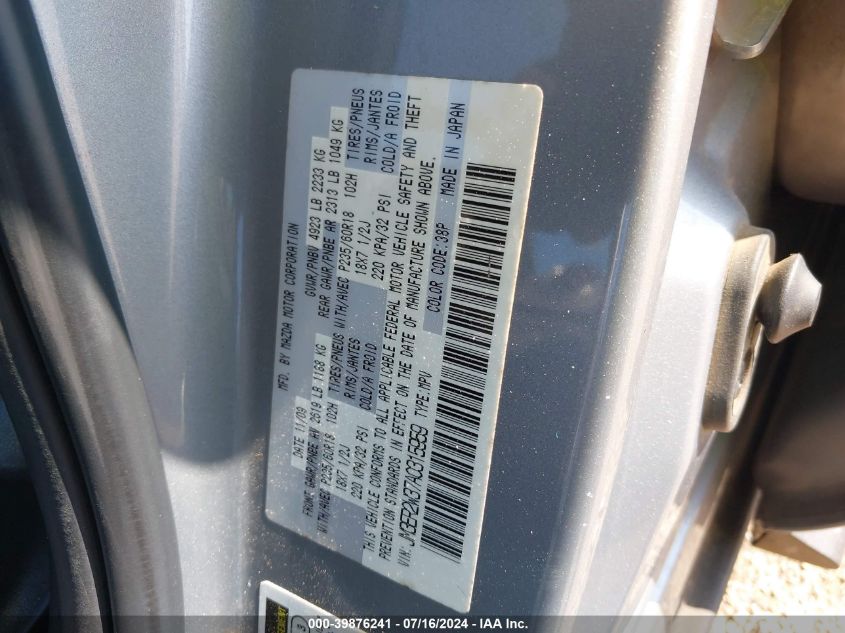 MFD. BY MAZDA MOTOR CORPORATION
DATE 11/09 GVWR/PNBV 4923 LB 2233 KG
FRONT GAWR/PNBE AV 2619 LB 1188 KG REAR GAWR/PNBE AR 2313 LB 1049 KG
WITH/AVEC P235/60R18 102H TIRES/PNEUS WITH/AVEC P235/60R18 102H TIRES/PNEUS
18X7 1/2J RIMS/JANTES 18X7 1/2J RIMS/JANTES
220 KPA/32 PSI COLD/A FROID 220 KPA/32 PSI COLD/A FROID
THIS VEHICLE CONFORMS TO ALL APPLICABLE FEDERAL MOTOR VEHICLE SAFETY AND THEFT
PREVENTION STANDARDS IN EFFECT ON THE DATE OF MANUFACTURE SHOWN ABOVE.
VIN: JM3ER2W37A0315959 TYPE:MPV COLOR CODE:38P MADE IN JAPAN
000-39876241 - 07/16/2024 - IAAI.com